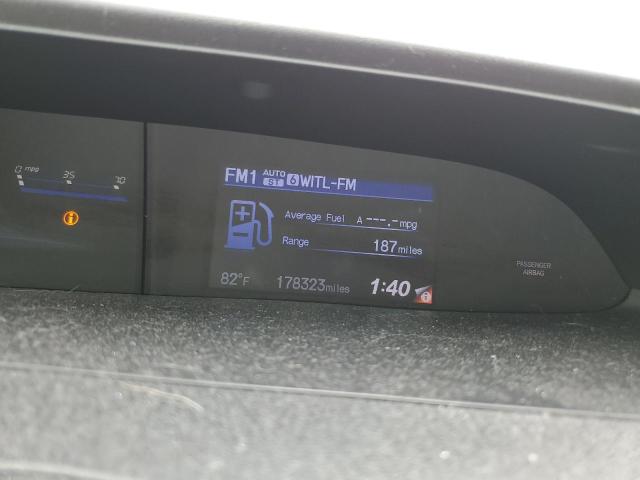 0 mpg 35 70
FM1 AUTO ST 6 WITL-FM
Average Fuel A ---.- mpg
Range 187 miles
82°F 178323 miles 1:40
PASSENGER
AIRBAG